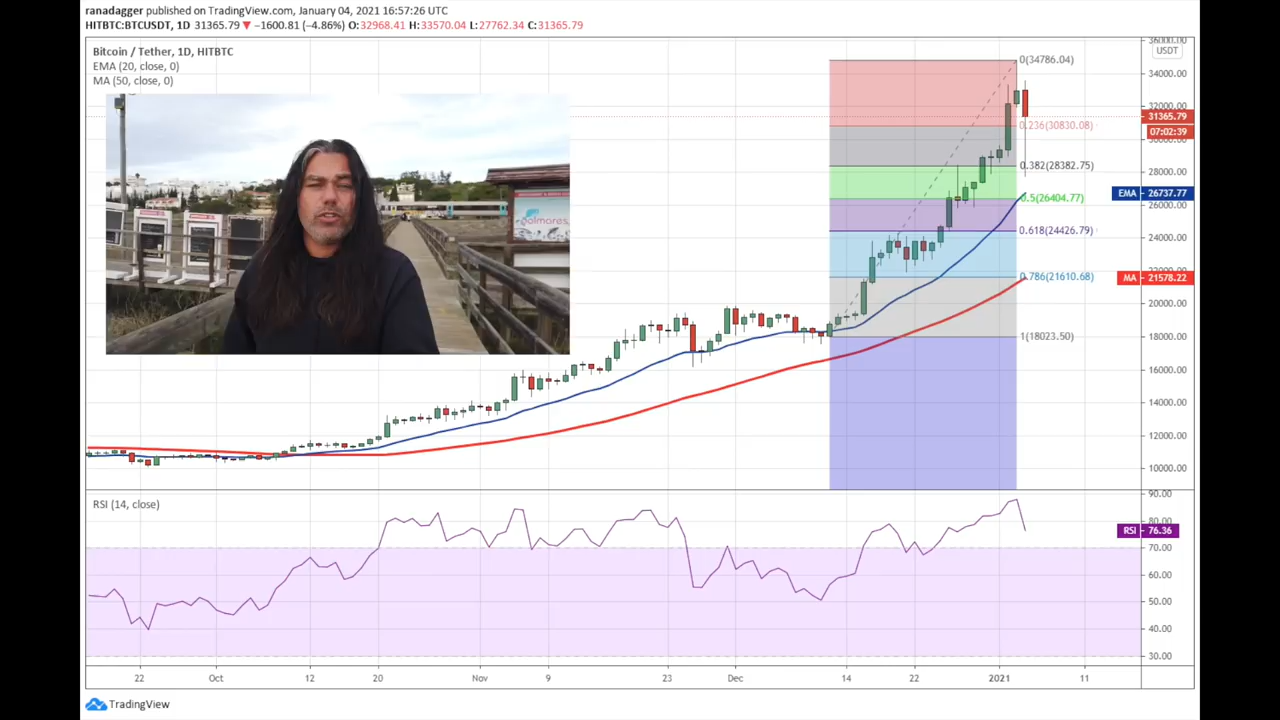 ranadagger published on TradingView.com, January 04, 2021 16:57:26 UTC
HITBTC:BTCUSDT, 1D 31365.79 ▼ −1600.81 (−4.86%) O:32968.41 H:33570.04 L:27762.34 C:31365.79
Bitcoin / Tether, 1D, HITBTC
EMA (20, close, 0)
MA (50, close, 0)
36000.00
USDT
0(34786.04)
34000.00
32000.00
31365.79
0.236(30830.08)
07:02:39
30000.00
0.382(28382.75)
28000.00
EMA 26737.77
0.5(26404.77)
26000.00
0.618(24426.79)
24000.00
22000.00
0.786(21610.68)
MA 21578.22
20000.00
18000.00
1(18023.50)
16000.00
14000.00
12000.00
10000.00
RSI (14, close)
90.00
80.00
RSI 76.36
70.00
60.00
50.00
40.00
30.00
22 Oct 12 20 Nov 9 23 Dec 14 22 2021 11
TradingView